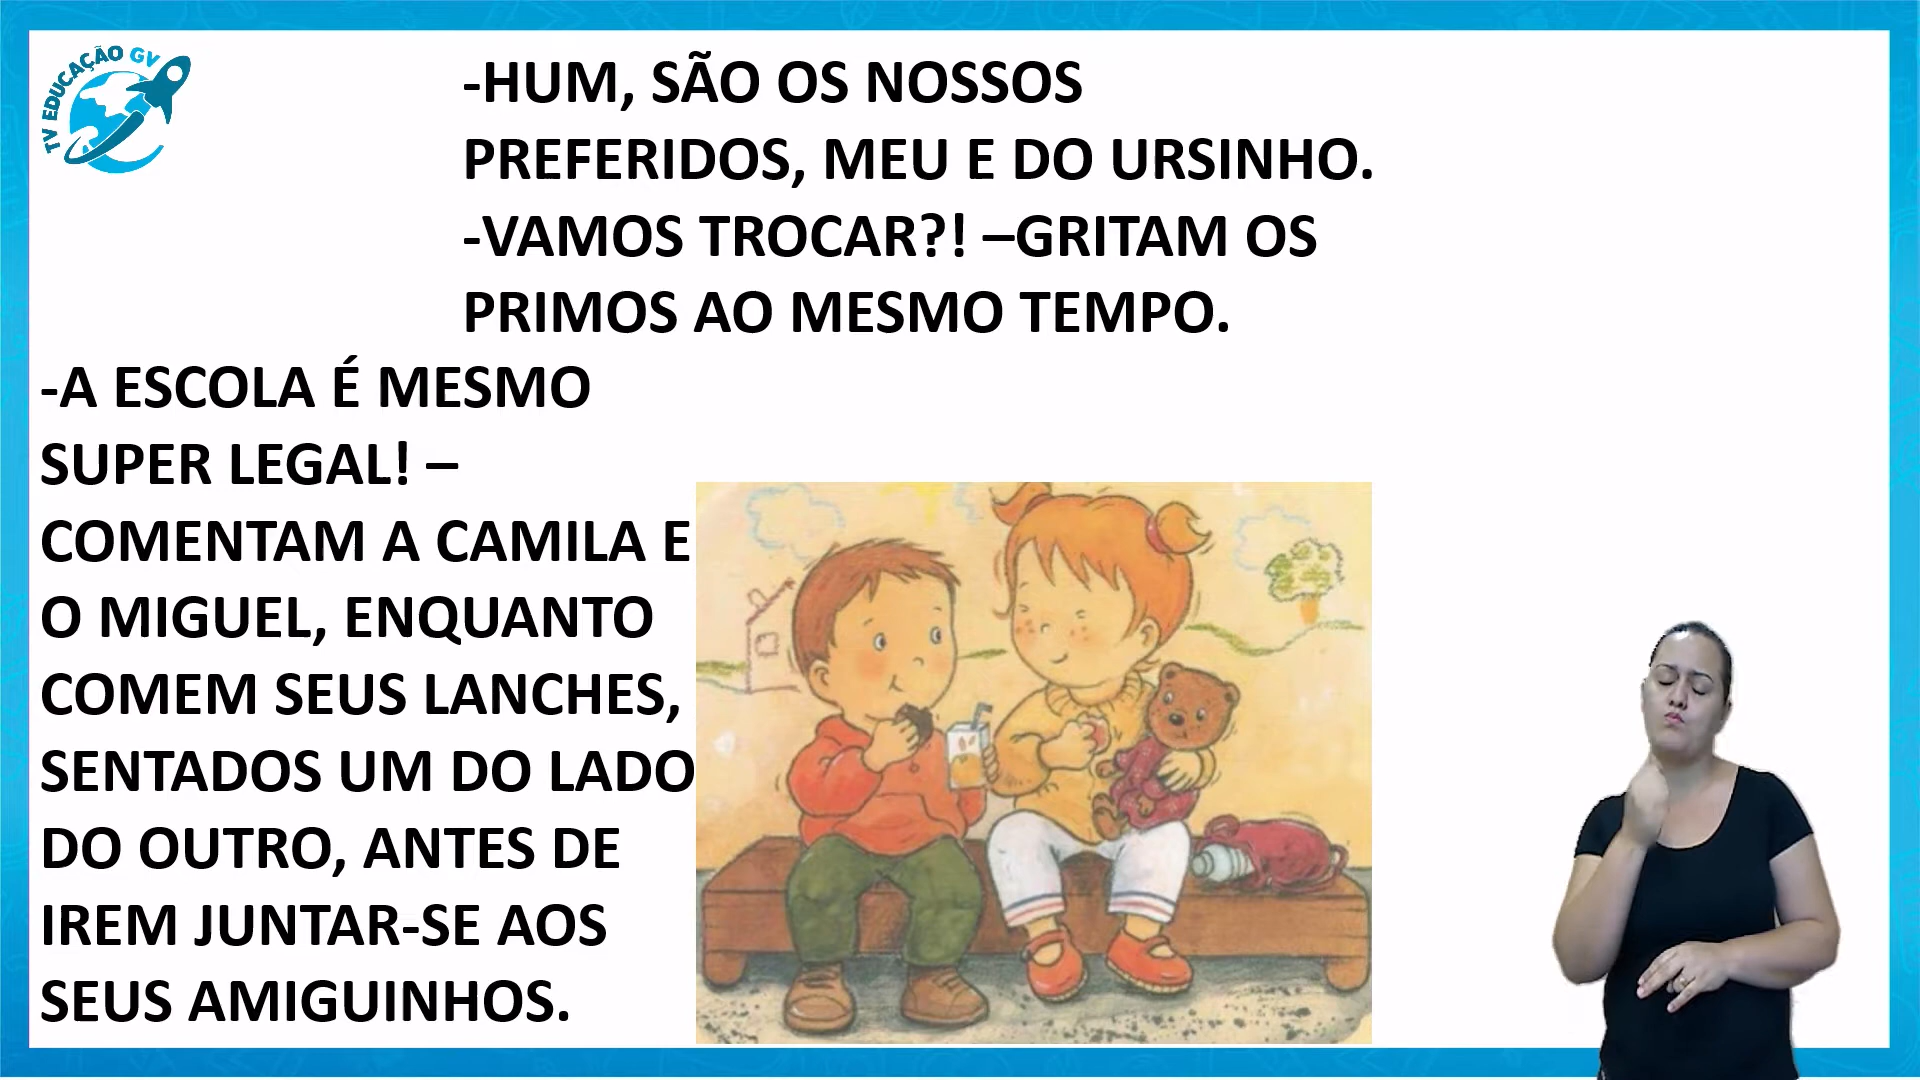 TV EDUCAÇÃO GV
-HUM, SÃO OS NOSSOS
PREFERIDOS, MEU E DO URSINHO.
-VAMOS TROCAR?! –GRITAM OS
PRIMOS AO MESMO TEMPO.
-A ESCOLA É MESMO
SUPER LEGAL! –
COMENTAM A CAMILA E
O MIGUEL, ENQUANTO
COMEM SEUS LANCHES,
SENTADOS UM DO LADO
DO OUTRO, ANTES DE
IREM JUNTAR-SE AOS
SEUS AMIGUINHOS.